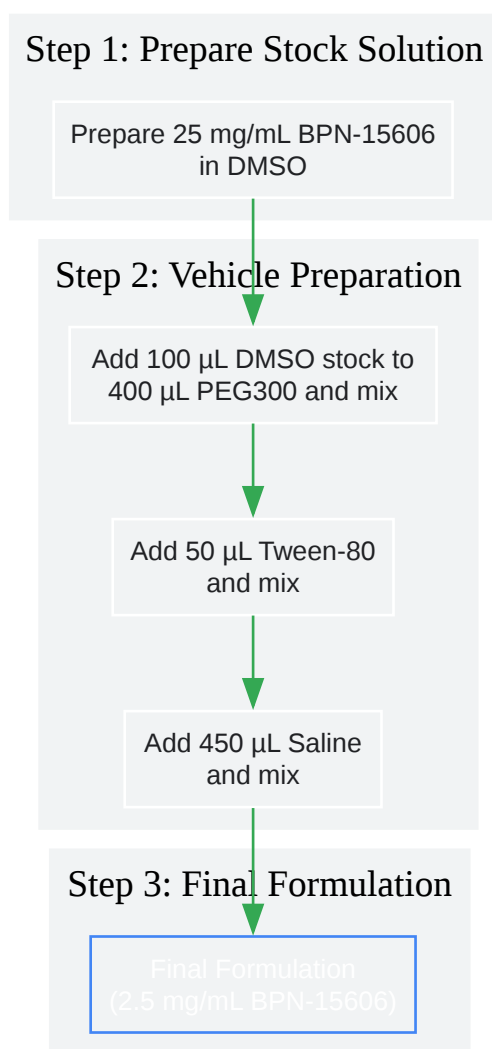 Step 1: Prepare Stock Solution
Prepare 25 mg/mL BPN-15606
in DMSO
Step 2: Vehicle Preparation
Add 100 µL DMSO stock to
400 µL PEG300 and mix
Add 50 µL Tween-80
and mix
Add 450 µL Saline
and mix
Step 3: Final Formulation
Final Formulation
(2.5 mg/mL BPN-15606)